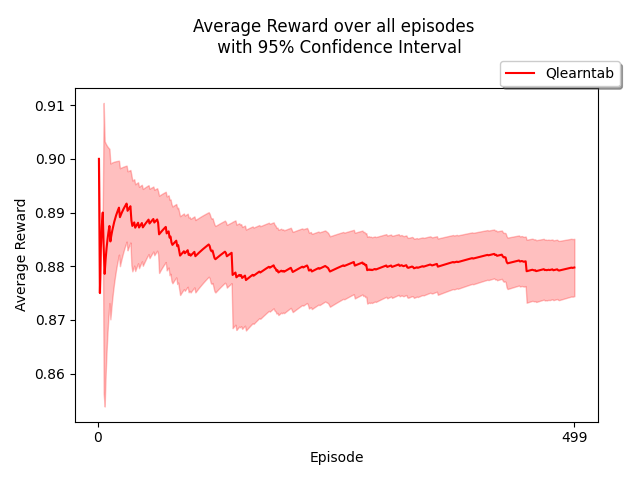 Average Reward over all episodes
with 95% Confidence Interval
Qlearntab
0.91
0.90
0.89
0.88
0.87
0.86
Average Reward
0
499
Episode